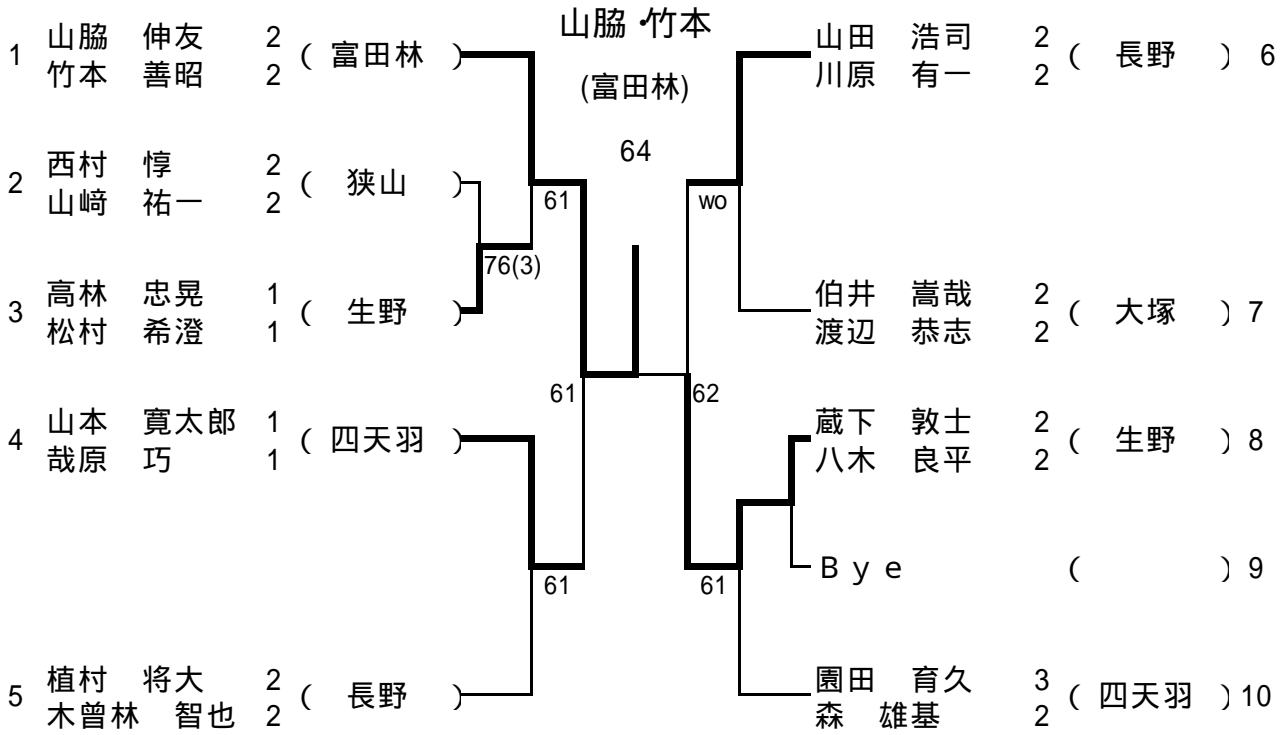 山脇・竹本
(富田林)
64
1 山脇 伸友 2 ( 富田林 )
竹本 善昭 2
2 西村 惇 2 ( 狭山 )
山﨑 祐一 2
61
76(3)
3 高林 忠晃 1 ( 生野 )
松村 希澄 1
61
4 山本 寛太郎 1 ( 四天羽 )
哉原 巧 1
61
5 植村 将大 2 ( 長野 )
木曾林 智也 2
山田 浩司 2 ( 長野 ) 6
川原 有一 2
wo
伯井 嵩哉 2 ( 大塚 ) 7
渡辺 恭志 2
62
蔵下 敦士 2 ( 生野 ) 8
八木 良平 2
Bye ( ) 9
61
園田 育久 3 ( 四天羽 ) 10
森 雄基 2